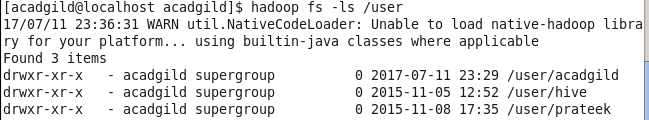 [acadgild@localhost acadgild]$ hadoop fs -ls /user
17/07/11 23:36:31 WARN util.NativeCodeLoader: Unable to load native-hadoop libra
ry for your platform... using builtin-java classes where applicable
Found 3 items
drwxr-xr-x   - acadgild supergroup          0 2017-07-11 23:29 /user/acadgild
drwxr-xr-x   - acadgild supergroup          0 2015-11-05 12:52 /user/hive
drwxr-xr-x   - acadgild supergroup          0 2015-11-08 17:35 /user/prateek